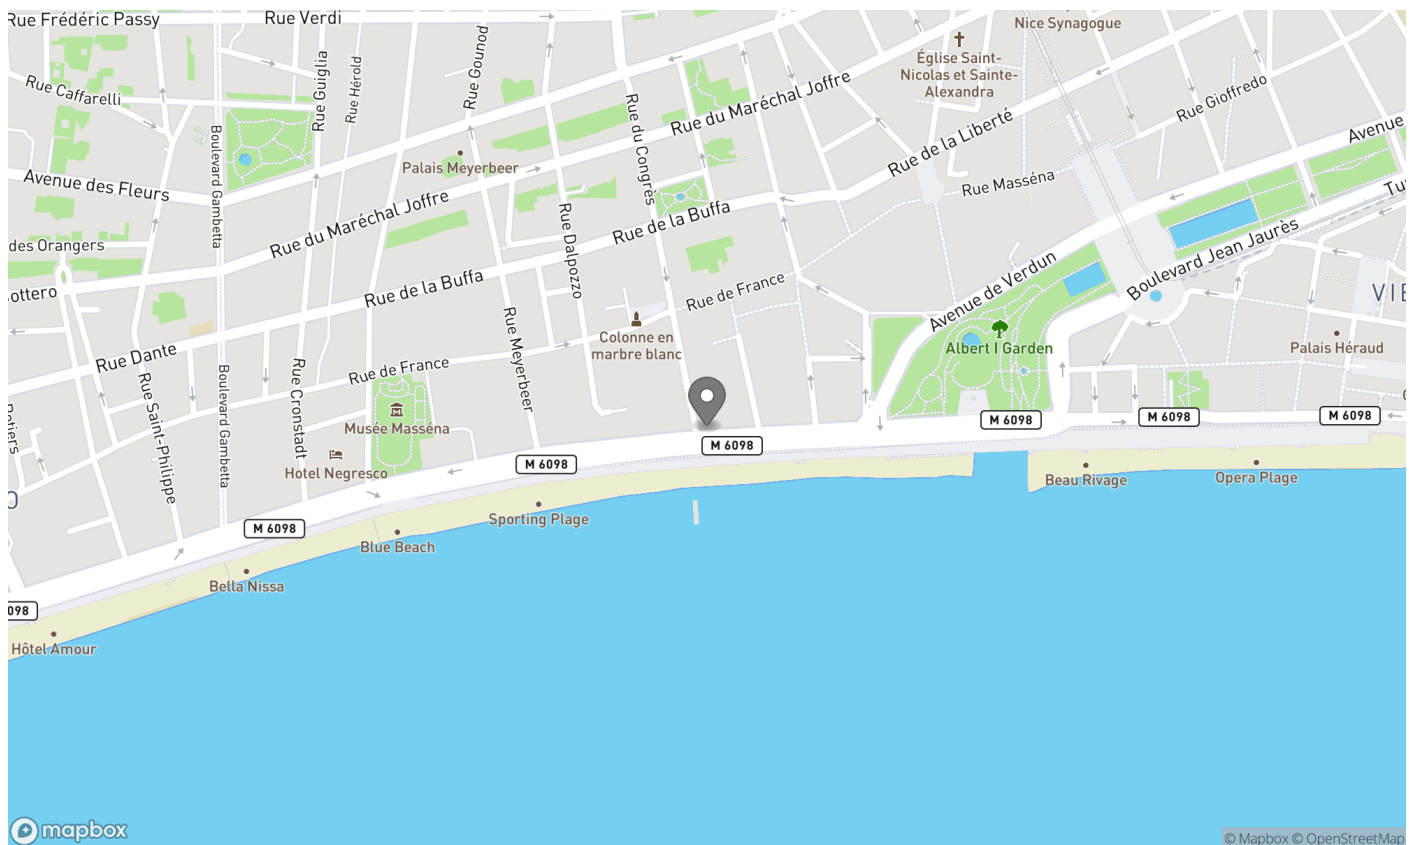 Rue Frédéric Passy
Rue Verdi
Nice Synagogue
Rue Gounod
Rue Guiglia
Rue Hérold
Église Saint-
Nicolas et Sainte-
Alexandra
Rue Caffarelli
Rue du Maréchal Joffre
Rue du Congrès
Rue Gioffredo
Rue de la Liberté
Avenue
Boulevard Gambetta
Palais Meyerbeer
Avenue des Fleurs
Rue Masséna
Rue du Maréchal Joffre
Rue Dalpozzo
Rue de la Buffa
des Orangers
Boulevard Jean Jaurès
Avenue de Verdun
Rue de la Buffa
Rue de France
VIE
Colonne en
marbre blanc
Rue Meyerbeer
Albert I Garden
Palais Héraud
Rue Dante
Rue de France
Rue Saint-Philippe
Boulevard Gambetta
Rue Cronstadt
Musée Masséna
M 6098
M 6098
M 6098
M 6098
Hotel Negresco
M 6098
Beau Rivage
Opera Plage
Sporting Plage
M 6098
Blue Beach
Bella Nissa
098
Hôtel Amour
mapbox
© Mapbox © OpenStreetMap